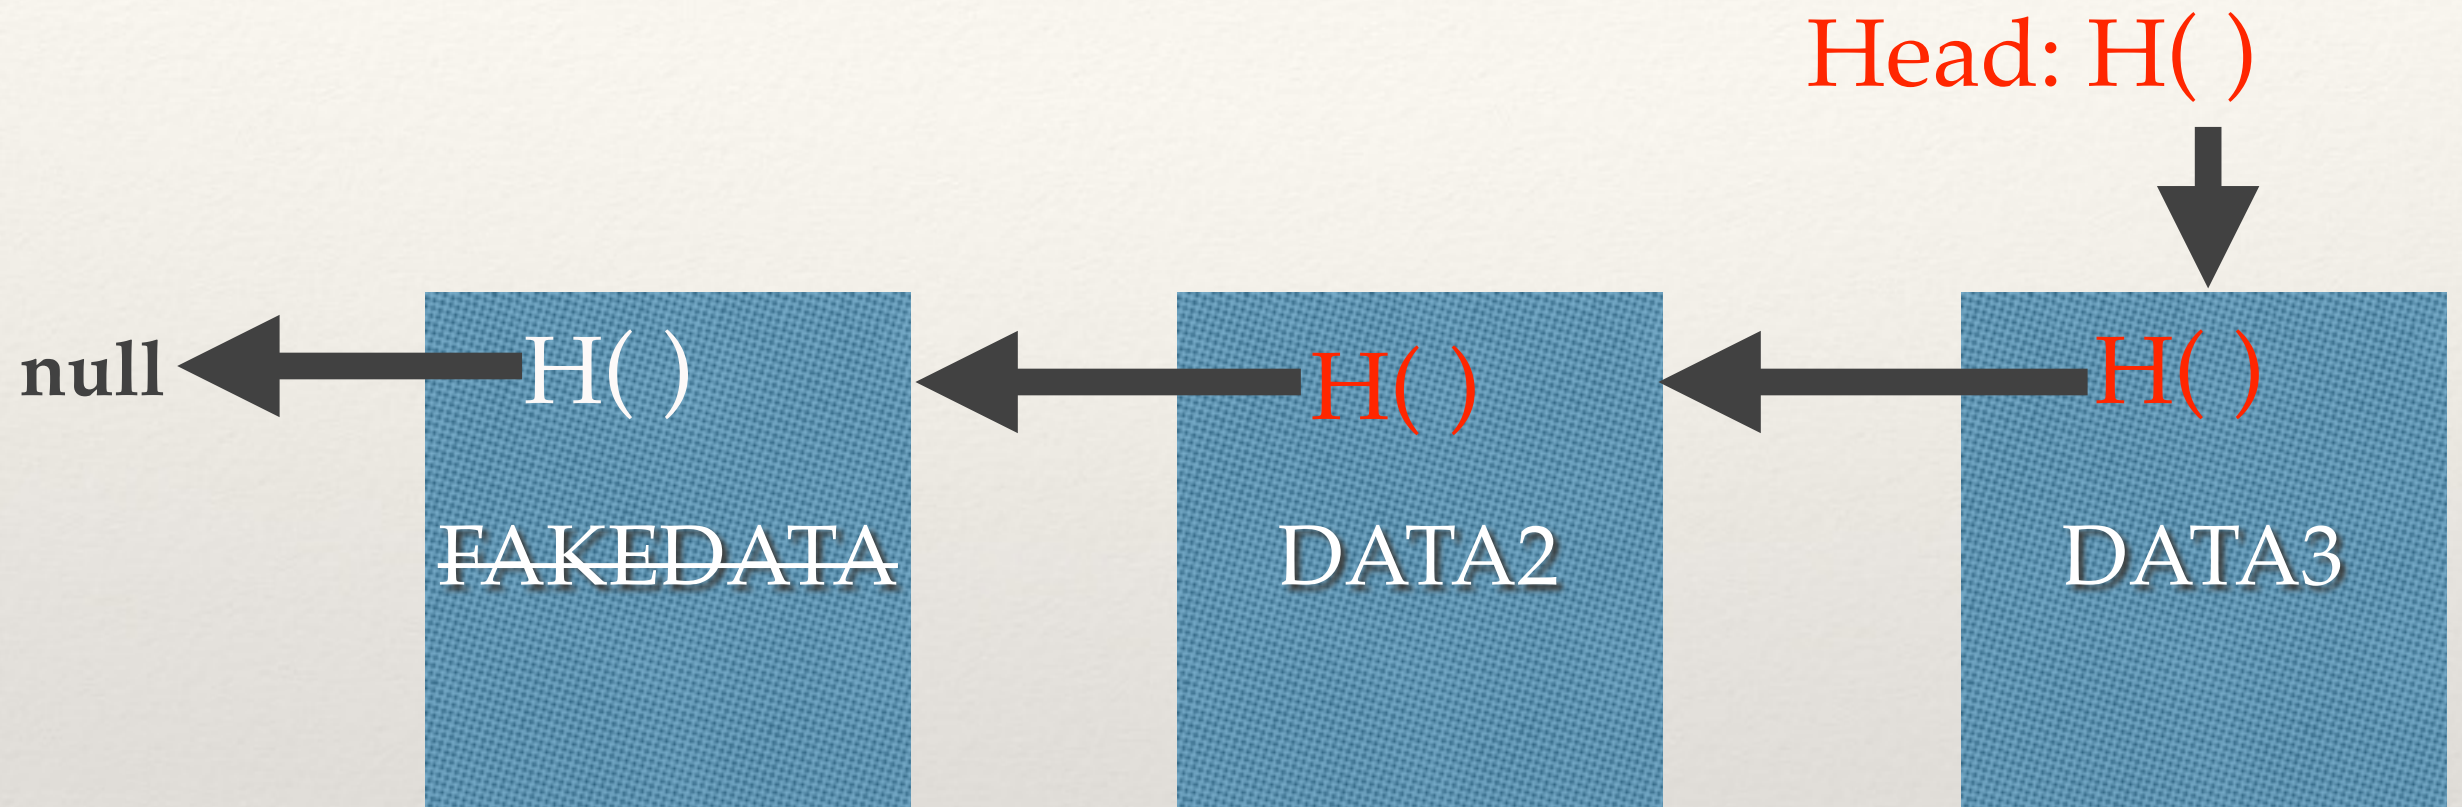 Head: H( )
null
H( )
H( )
H( )
FAKEDATA
DATA2
DATA3